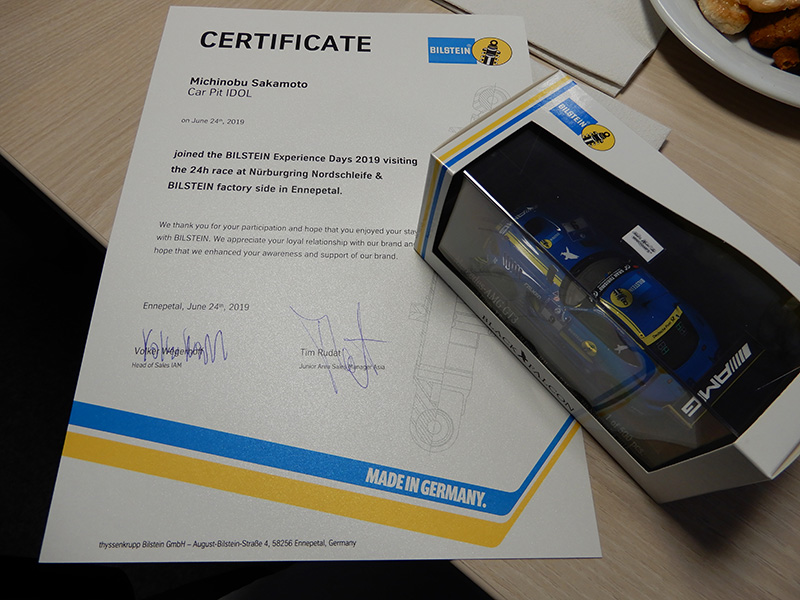 CERTIFICATE
BILSTEIN
Michinobu Sakamoto
Car Pit IDOL
on June 24th, 2019
joined the BILSTEIN Experience Days 2019 visiting
the 24h race at Nürburgring Nordschleife &
BILSTEIN factory side in Ennepetal.
We thank you for your participation and hope that you enjoyed your stay
with BILSTEIN. We appreciate your loyal relationship with our brand and
hope that we enhanced your awareness and support of our brand.
Ennepetal, June 24th, 2019
Volker Wegerhoff
Head of Sales IAM
Tim Rudat
Junior Area Sales Manager Asia
MADE IN GERMANY.
thyssenkrupp Bilstein GmbH – August-Bilstein-Straße 4, 58256 Ennepetal, Germany
BILSTEIN
BILSTEIN
BLACK FALCON
AMG